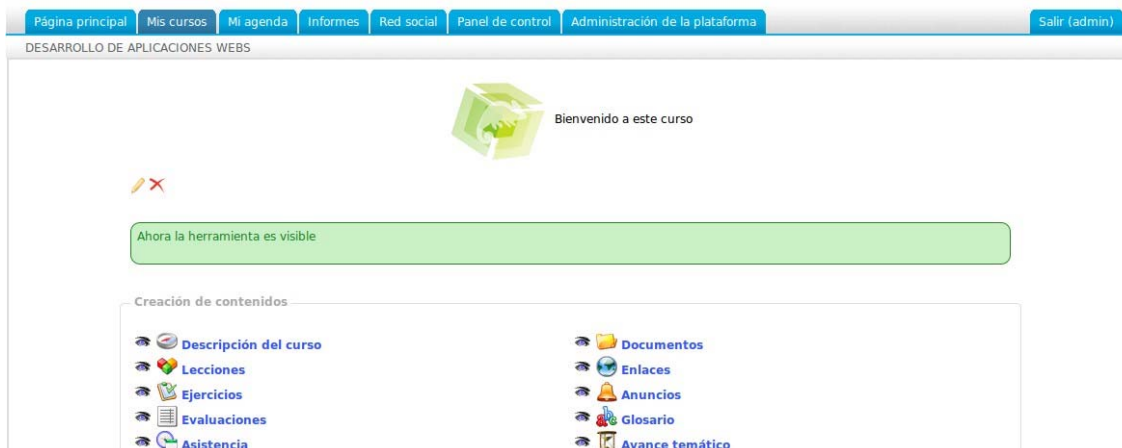 Página principal Mis cursos Mi agenda Informes Red social Panel de control Administración de la plataforma Salir (admin)
DESARROLLO DE APLICACIONES WEBS
Bienvenido a este curso
Ahora la herramienta es visible
Creación de contenidos
Descripción del curso Documentos
Lecciones Enlaces
Ejercicios Anuncios
Evaluaciones Glosario
Asistencia Avance temático